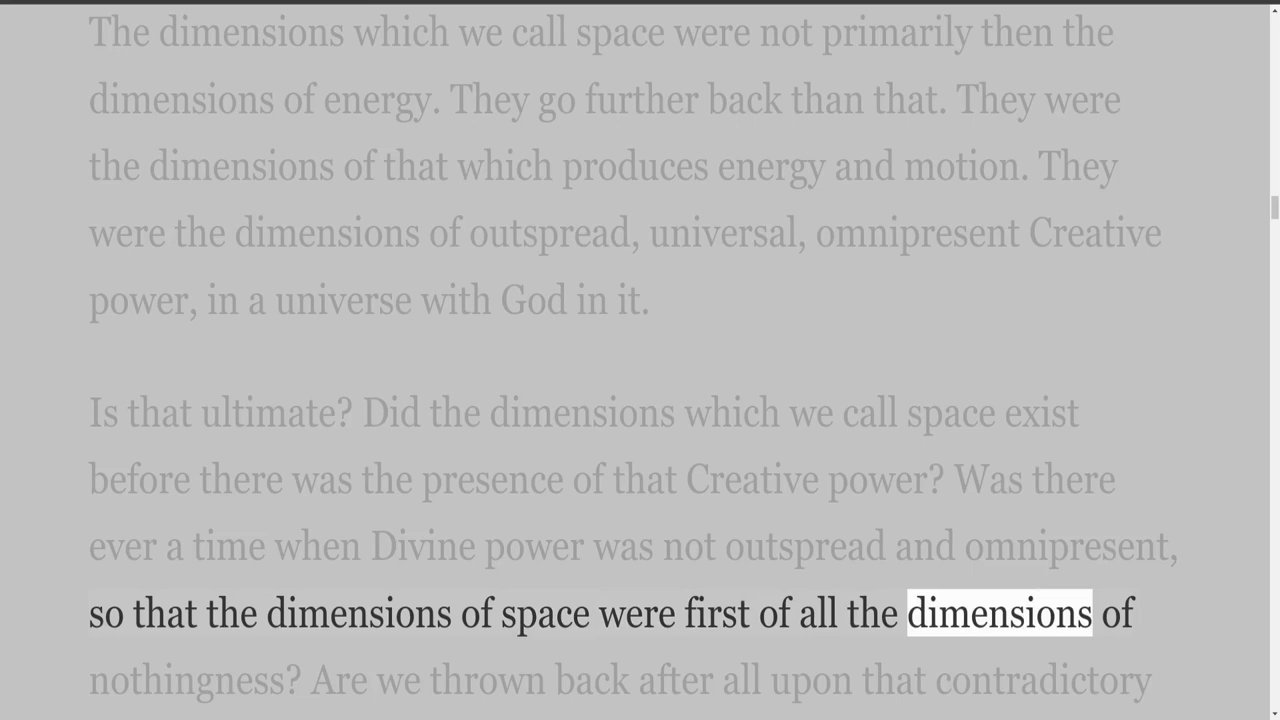 The dimensions which we call space were not primarily then the
dimensions of energy. They go further back than that. They were
the dimensions of that which produces energy and motion. They
were the dimensions of outspread, universal, omnipresent Creative
power, in a universe with God in it.
Is that ultimate? Did the dimensions which we call space exist
before there was the presence of that Creative power? Was there
ever a time when Divine power was not outspread and omnipresent,
so that the dimensions of space were first of all the dimensions of
nothingness? Are we thrown back after all upon that contradictory